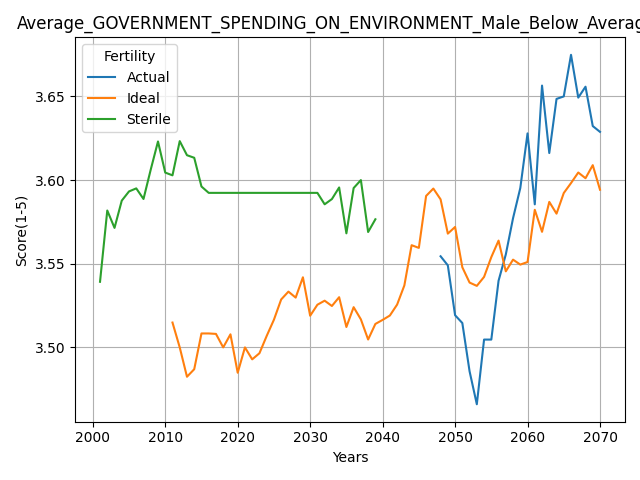 Average_GOVERNMENT_SPENDING_ON_ENVIRONMENT_Male_Below_Averag
Fertility
Actual
Ideal
Sterile
Score(1-5)
3.65
3.60
3.55
3.50
2000 2010 2020 2030 2040 2050 2060 2070
Years